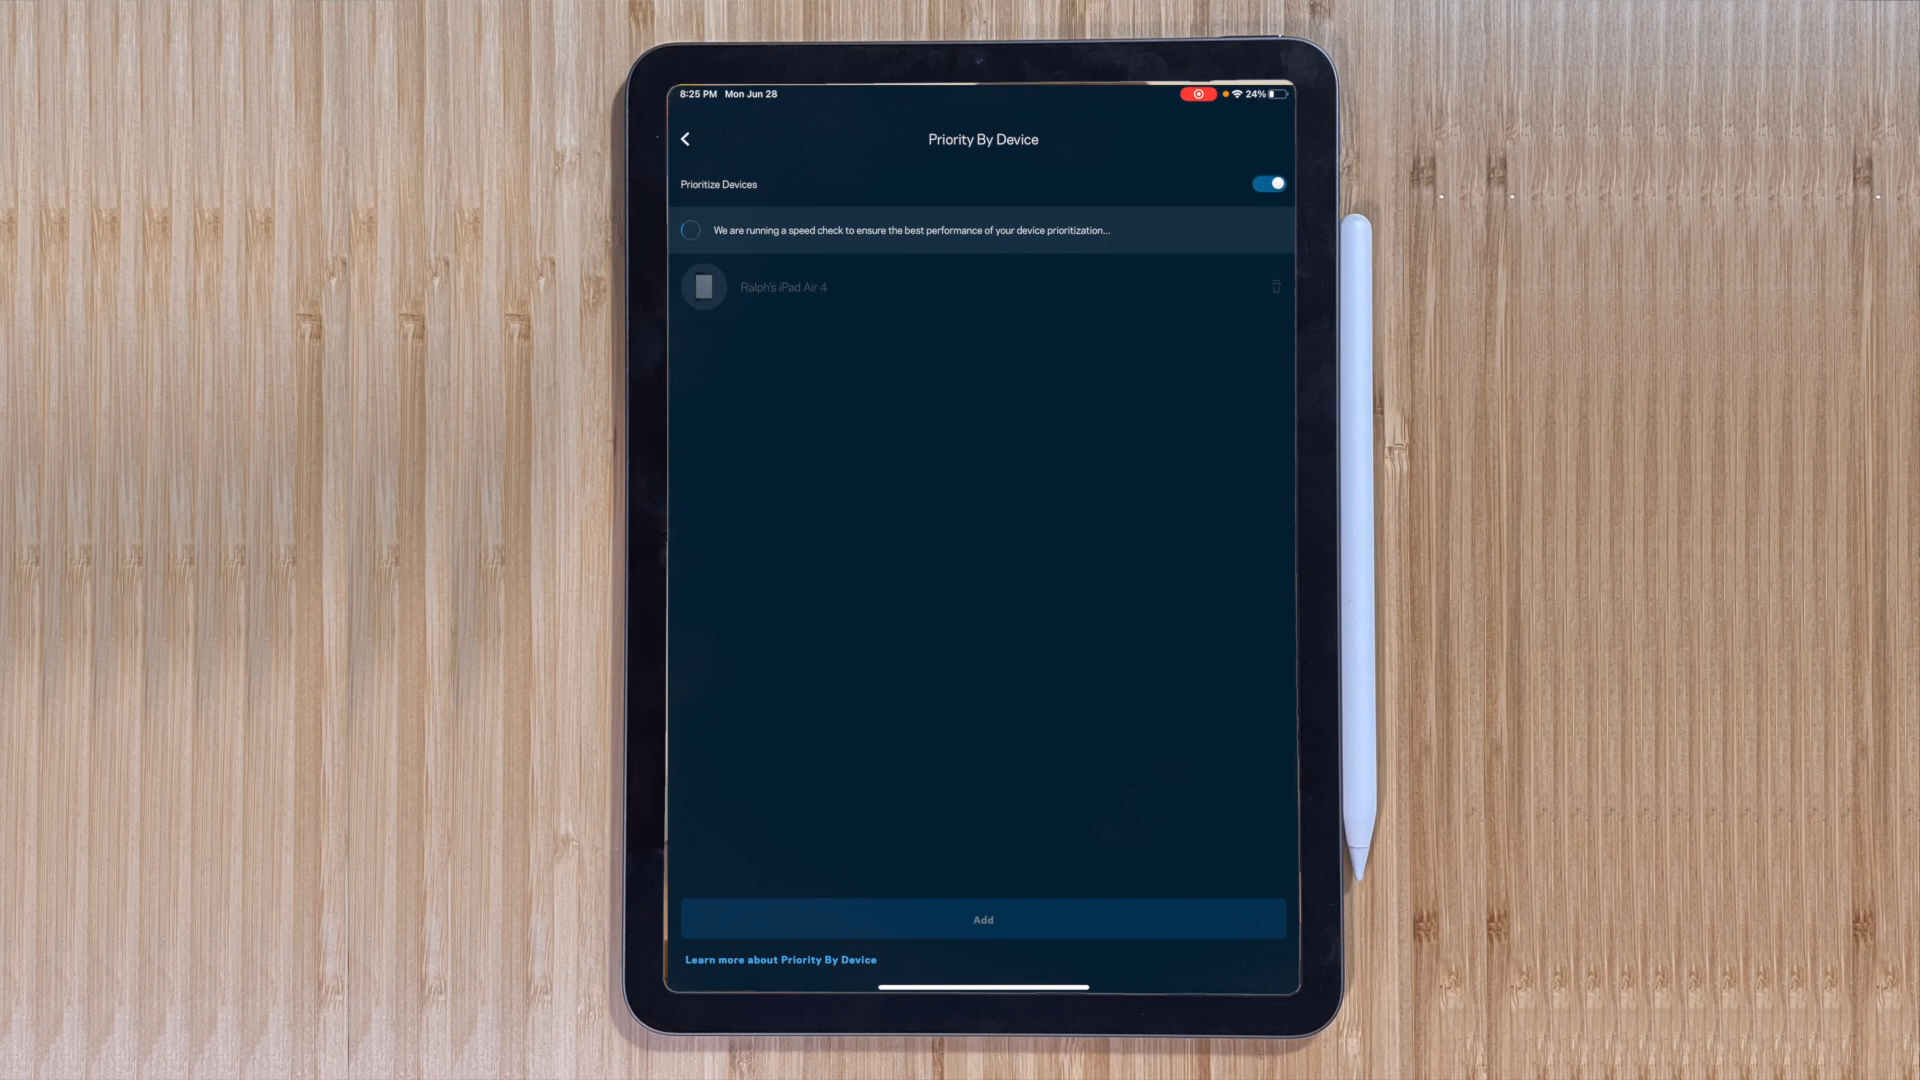 8:25 PM Mon Jun 28
24%
Priority By Device
Prioritize Devices
We are running a speed check to ensure the best performance of your device prioritization...
Ralph's iPad Air 4
Add
Learn more about Priority By Device